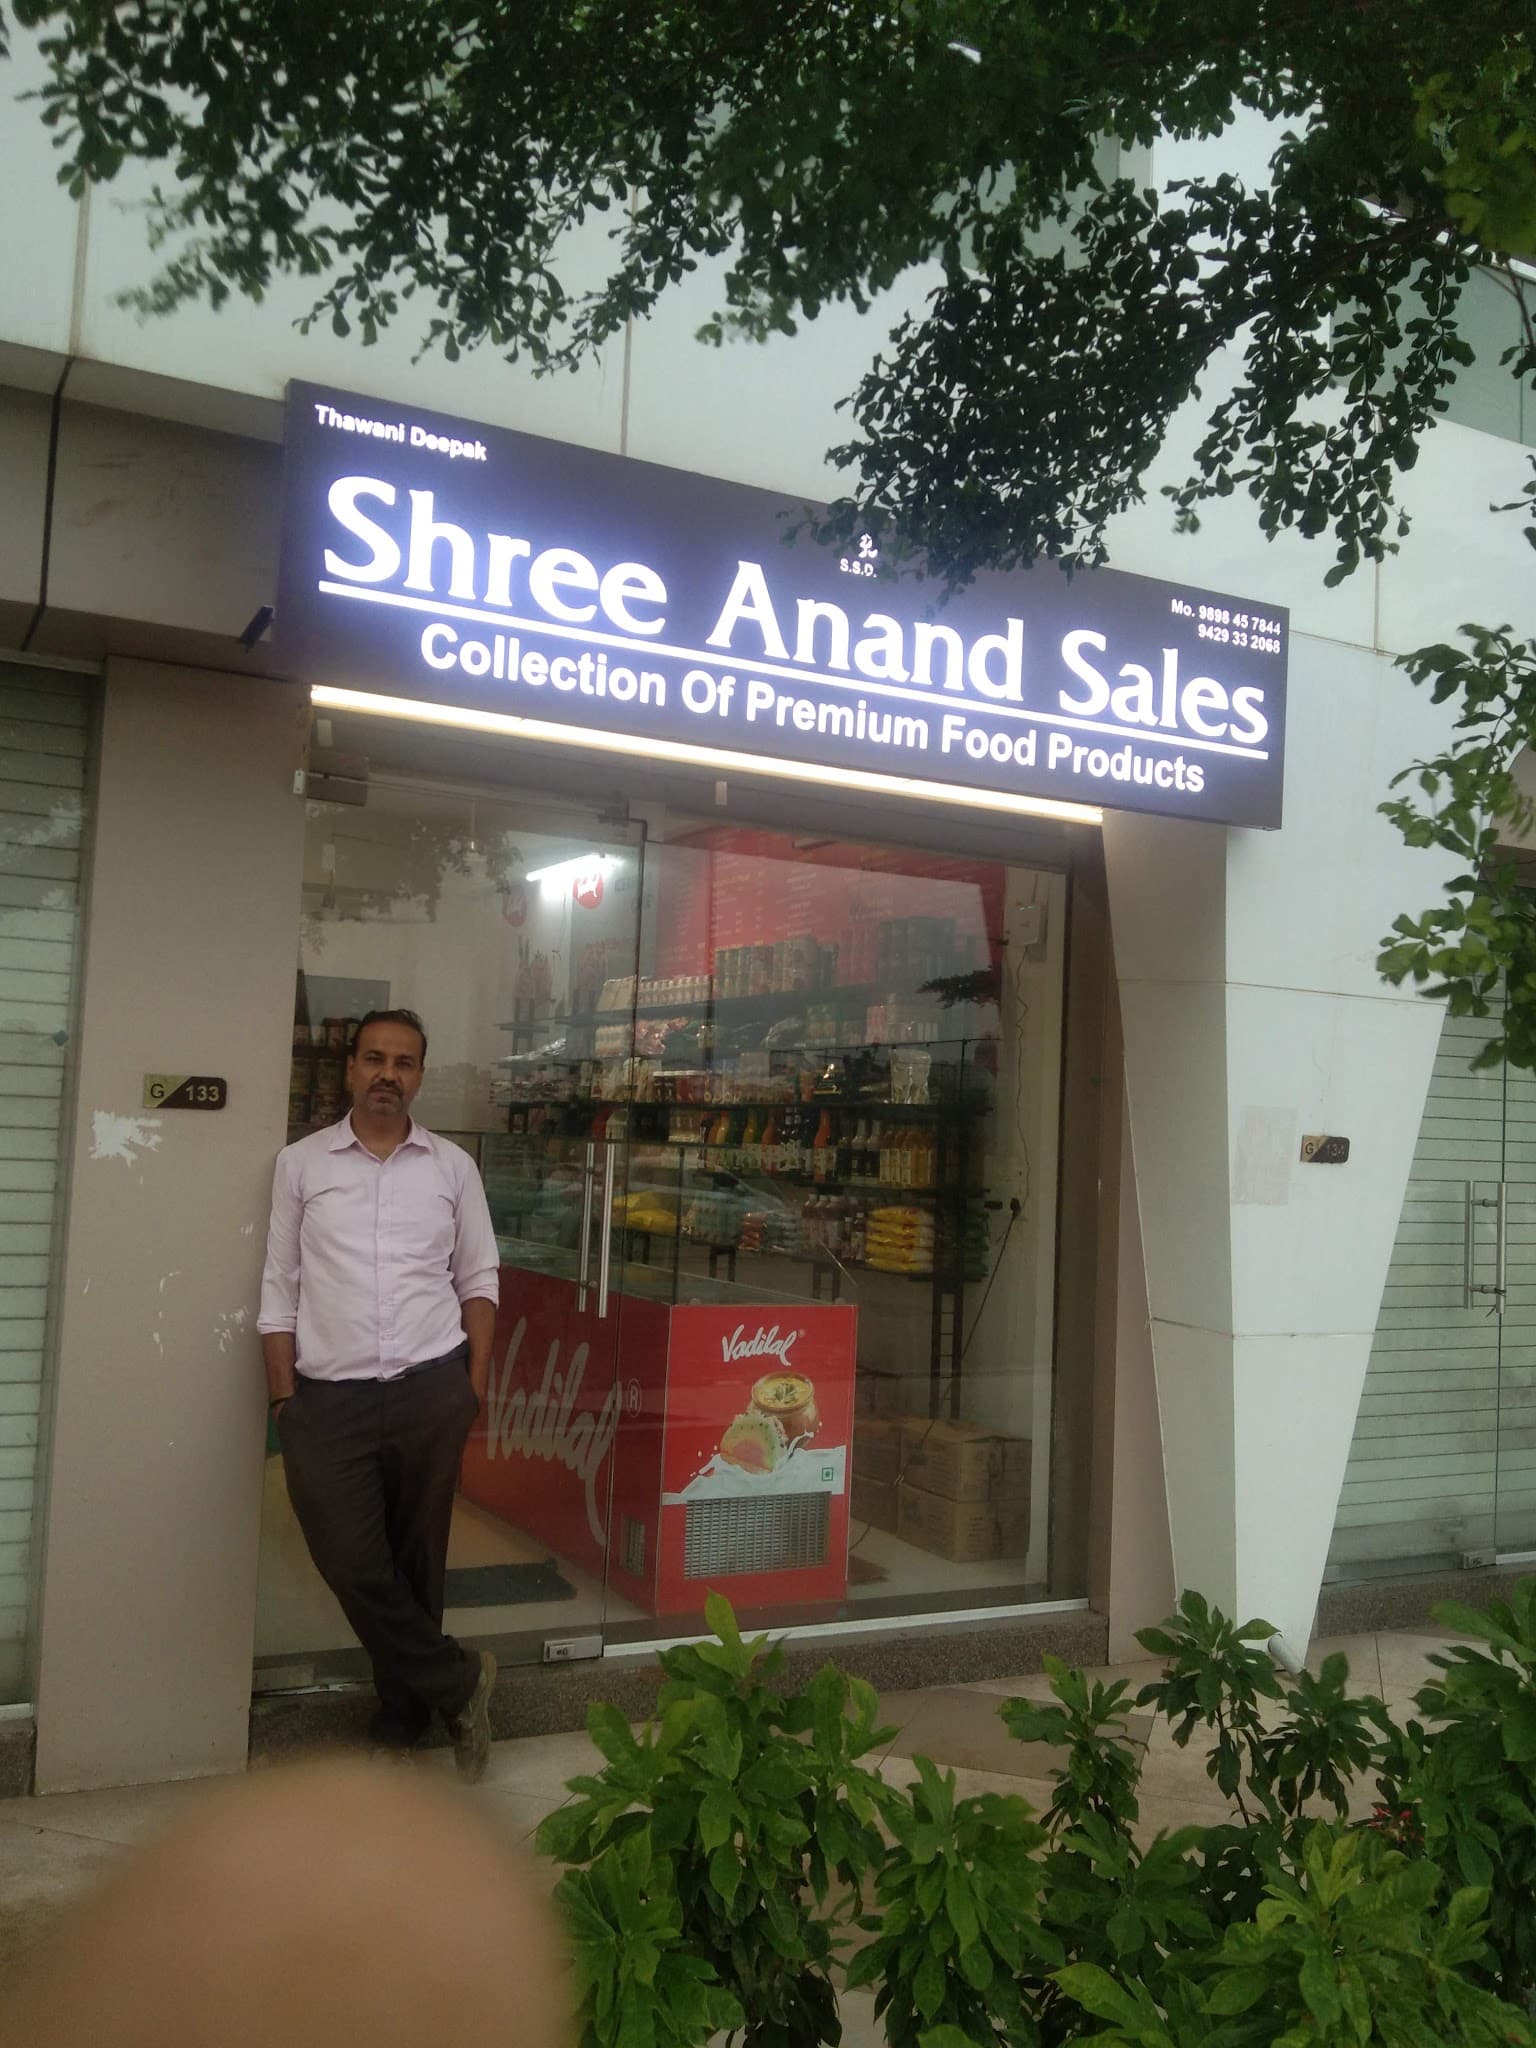 Thawani Deepak
S.S.D.
Mo. 9898 45 7844
9429 33 2068
Shree Anand Sales
Collection Of Premium Food Products
G 133
G 134
Vadilal®
Vadilal®